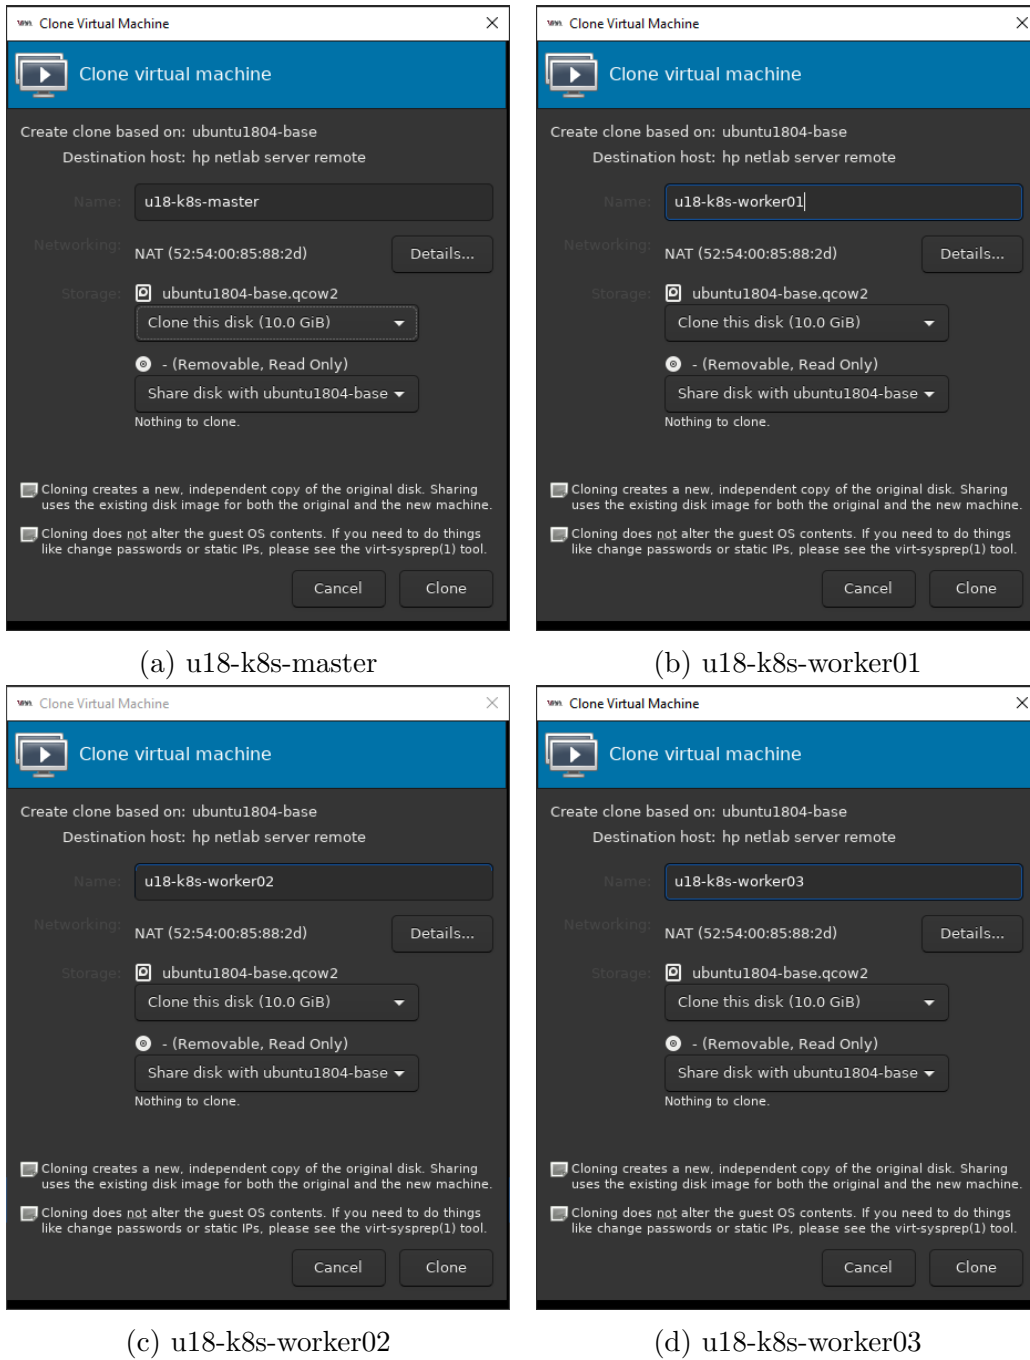 Clone Virtual Machine
Clone virtual machine
Create clone based on: ubuntu1804-base
Destination host: hp netlab server remote
Name: u18-k8s-master
Networking: NAT (52:54:00:85:88:2d) Details...
Storage: ubuntu1804-base.qcow2
Clone this disk (10.0 GiB)
- (Removable, Read Only)
Share disk with ubuntu1804-base
Nothing to clone.
Cloning creates a new, independent copy of the original disk. Sharing
uses the existing disk image for both the original and the new machine.
Cloning does not alter the guest OS contents. If you need to do things
like change passwords or static IPs, please see the virt-sysprep(1) tool.
Cancel Clone
(a) u18-k8s-master
Clone Virtual Machine
Clone virtual machine
Create clone based on: ubuntu1804-base
Destination host: hp netlab server remote
Name: u18-k8s-worker01
Networking: NAT (52:54:00:85:88:2d) Details...
Storage: ubuntu1804-base.qcow2
Clone this disk (10.0 GiB)
- (Removable, Read Only)
Share disk with ubuntu1804-base
Nothing to clone.
Cloning creates a new, independent copy of the original disk. Sharing
uses the existing disk image for both the original and the new machine.
Cloning does not alter the guest OS contents. If you need to do things
like change passwords or static IPs, please see the virt-sysprep(1) tool.
Cancel Clone
(b) u18-k8s-worker01
Clone Virtual Machine
Clone virtual machine
Create clone based on: ubuntu1804-base
Destination host: hp netlab server remote
Name: u18-k8s-worker02
Networking: NAT (52:54:00:85:88:2d) Details...
Storage: ubuntu1804-base.qcow2
Clone this disk (10.0 GiB)
- (Removable, Read Only)
Share disk with ubuntu1804-base
Nothing to clone.
Cloning creates a new, independent copy of the original disk. Sharing
uses the existing disk image for both the original and the new machine.
Cloning does not alter the guest OS contents. If you need to do things
like change passwords or static IPs, please see the virt-sysprep(1) tool.
Cancel Clone
(c) u18-k8s-worker02
Clone Virtual Machine
Clone virtual machine
Create clone based on: ubuntu1804-base
Destination host: hp netlab server remote
Name: u18-k8s-worker03
Networking: NAT (52:54:00:85:88:2d) Details...
Storage: ubuntu1804-base.qcow2
Clone this disk (10.0 GiB)
- (Removable, Read Only)
Share disk with ubuntu1804-base
Nothing to clone.
Cloning creates a new, independent copy of the original disk. Sharing
uses the existing disk image for both the original and the new machine.
Cloning does not alter the guest OS contents. If you need to do things
like change passwords or static IPs, please see the virt-sysprep(1) tool.
Cancel Clone
(d) u18-k8s-worker03